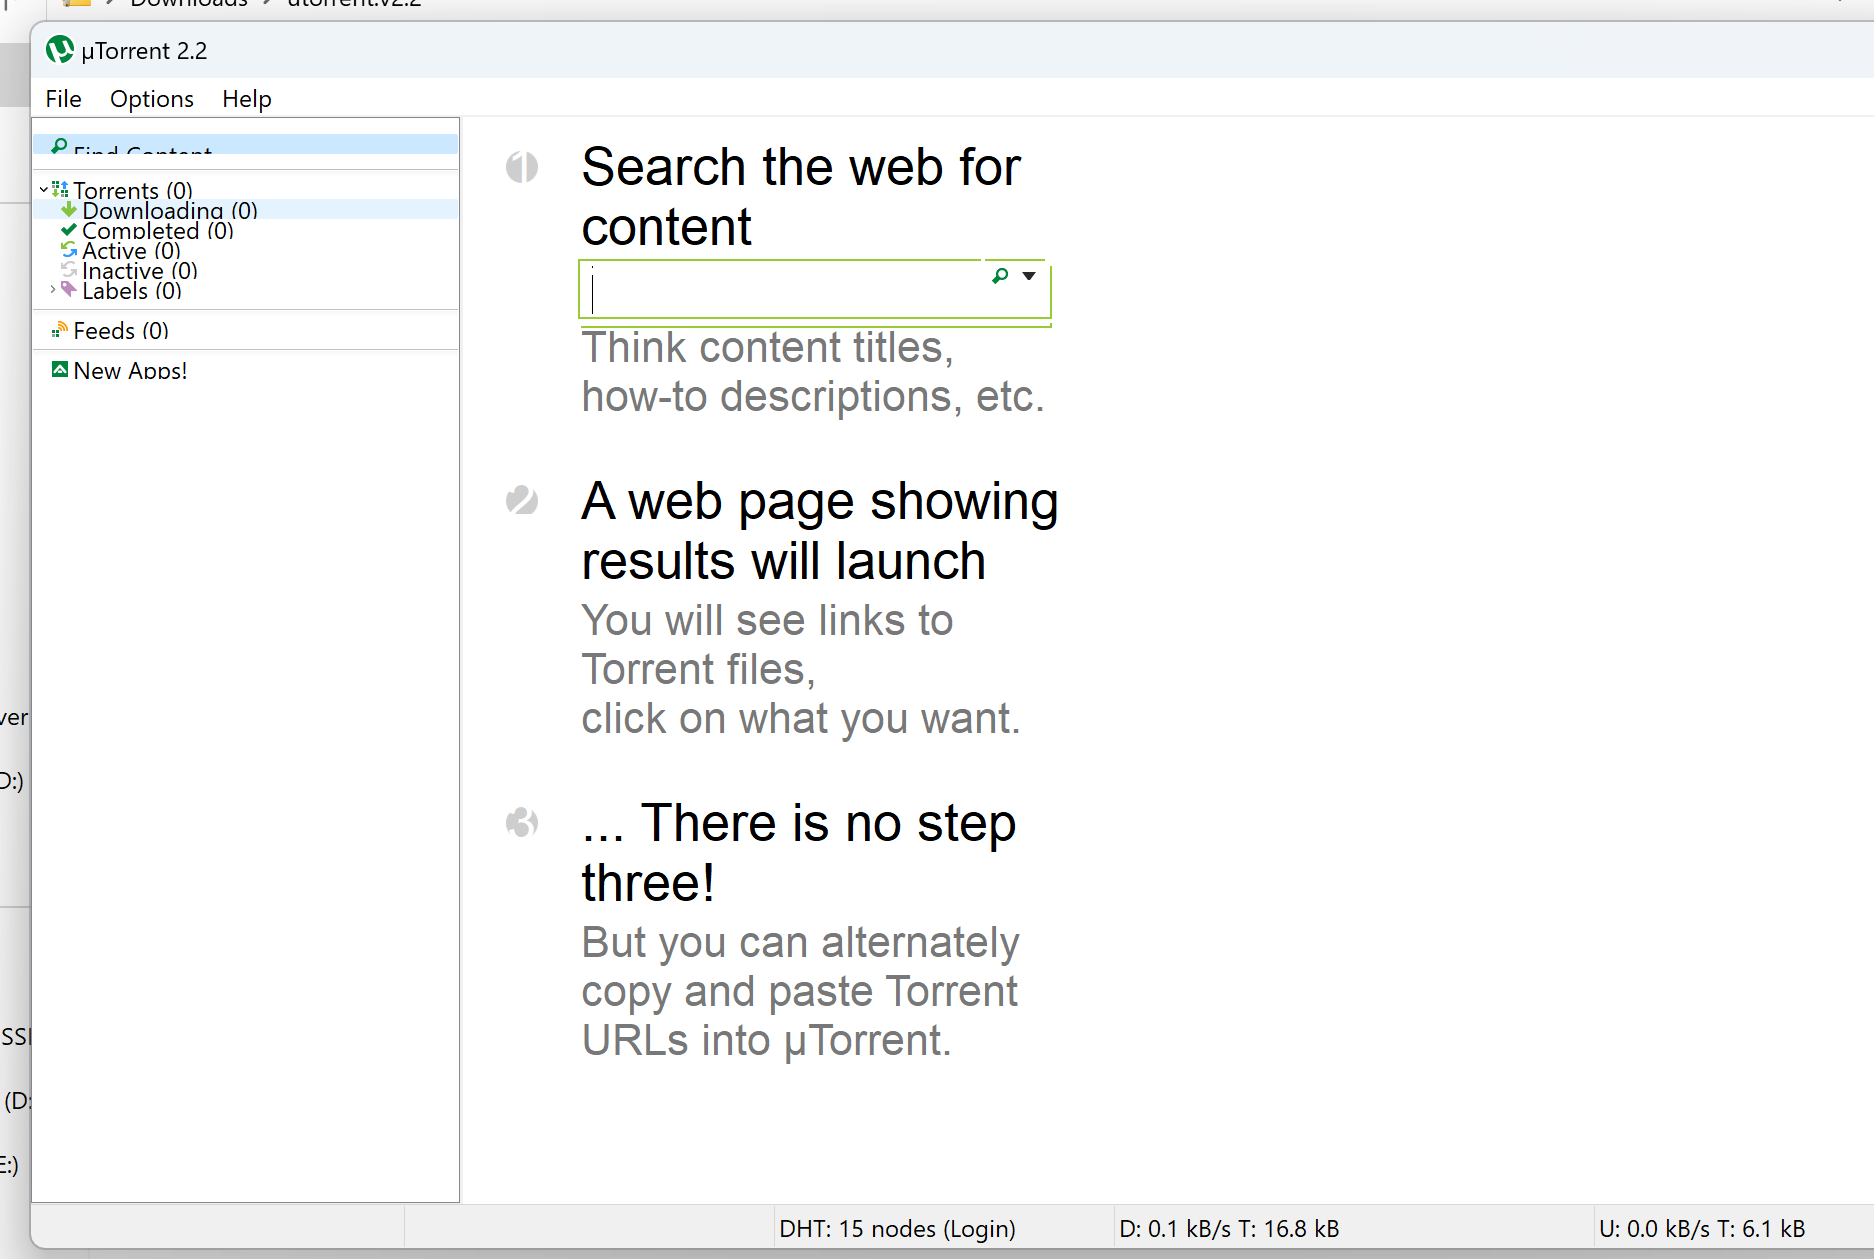 Downloads > utorrent.v2.2
µTorrent 2.2
File Options Help
Find Content
Torrents (0)
Downloading (0)
Completed (0)
Active (0)
Inactive (0)
Labels (0)
Feeds (0)
New Apps!
ver
D:)
SSI
(D:
E:)
1
Search the web for
content
Think content titles,
how-to descriptions, etc.
2
A web page showing
results will launch
You will see links to
Torrent files,
click on what you want.
3
... There is no step
three!
But you can alternately
copy and paste Torrent
URLs into µTorrent.
DHT: 15 nodes (Login) D: 0.1 kB/s T: 16.8 kB U: 0.0 kB/s T: 6.1 kB